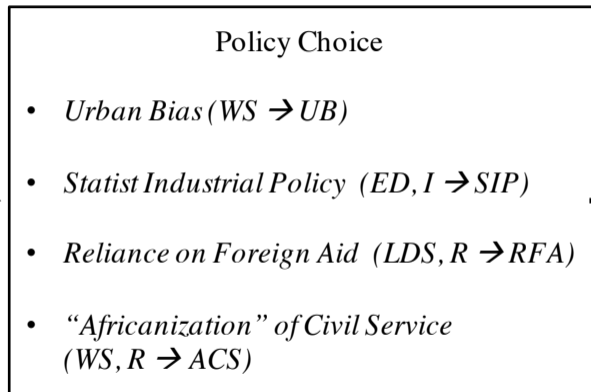 Policy Choice
• Urban Bias (WS → UB)
• Statist Industrial Policy (ED, I → SIP)
• Reliance on Foreign Aid (LDS, R → RFA)
• “Africanization” of Civil Service
(WS, R → ACS)